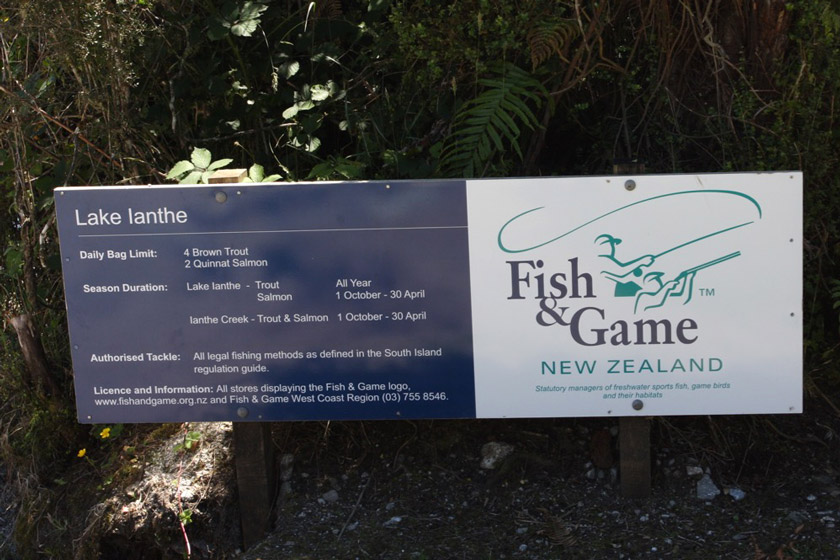 Lake Ianthe
Daily Bag Limit: 4 Brown Trout
2 Quinnat Salmon
Season Duration: Lake Ianthe - Trout All Year
Salmon 1 October - 30 April
Ianthe Creek - Trout & Salmon 1 October - 30 April
Authorised Tackle: All legal fishing methods as defined in the South Island
regulation guide.
Licence and Information: All stores displaying the Fish & Game logo,
www.fishandgame.org.nz and Fish & Game West Coast Region (03) 755 8546.
Fish
& Game
TM
NEW ZEALAND
Statutory managers of freshwater sports fish, game birds
and their habitats